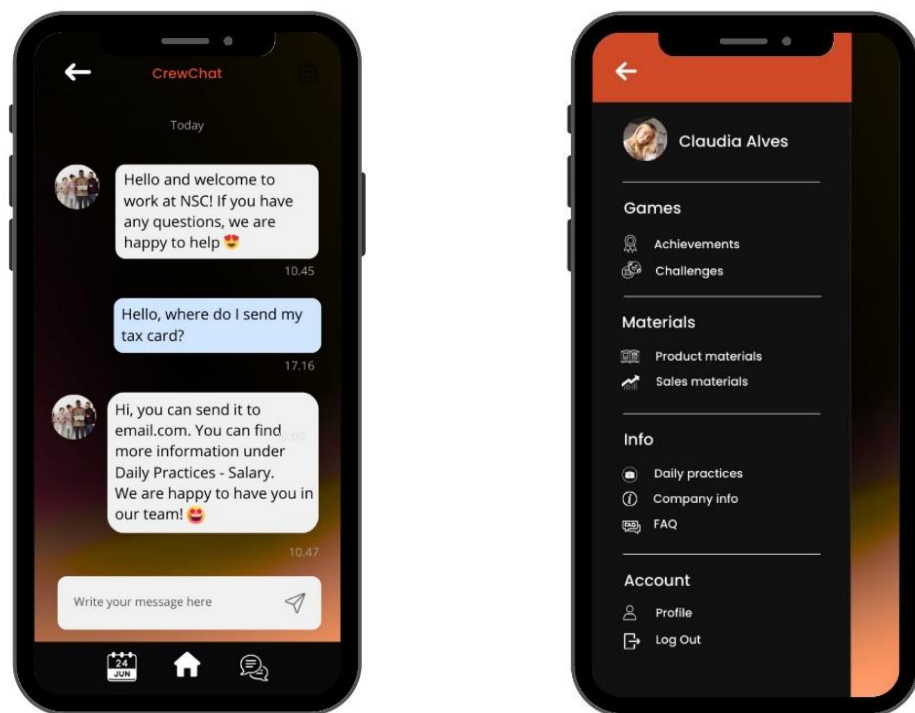 CrewChat
Today
Hello and welcome to
work at NSC! If you have
any questions, we are
happy to help 😍
10.45
Hello, where do I send my
tax card?
17.16
Hi, you can send it to
email.com. You can find
more information under
Daily Practices - Salary.
We are happy to have you in
our team! 🤩
10.47
Write your message here
24
JUN
Claudia Alves
Games
Achievements
Challenges
Materials
Product materials
Sales materials
Info
Daily practices
Company info
FAQ
FAQ
Account
Profile
Log Out